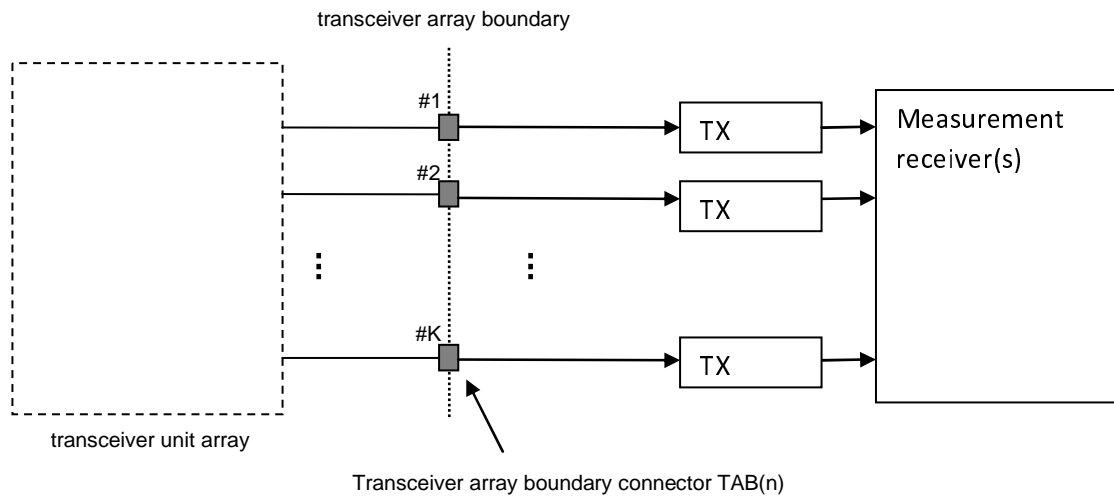 transceiver array boundary
#1
TX
Measurement
receiver(s)
#2
TX
#K
TX
transceiver unit array
Transceiver array boundary connector TAB(n)